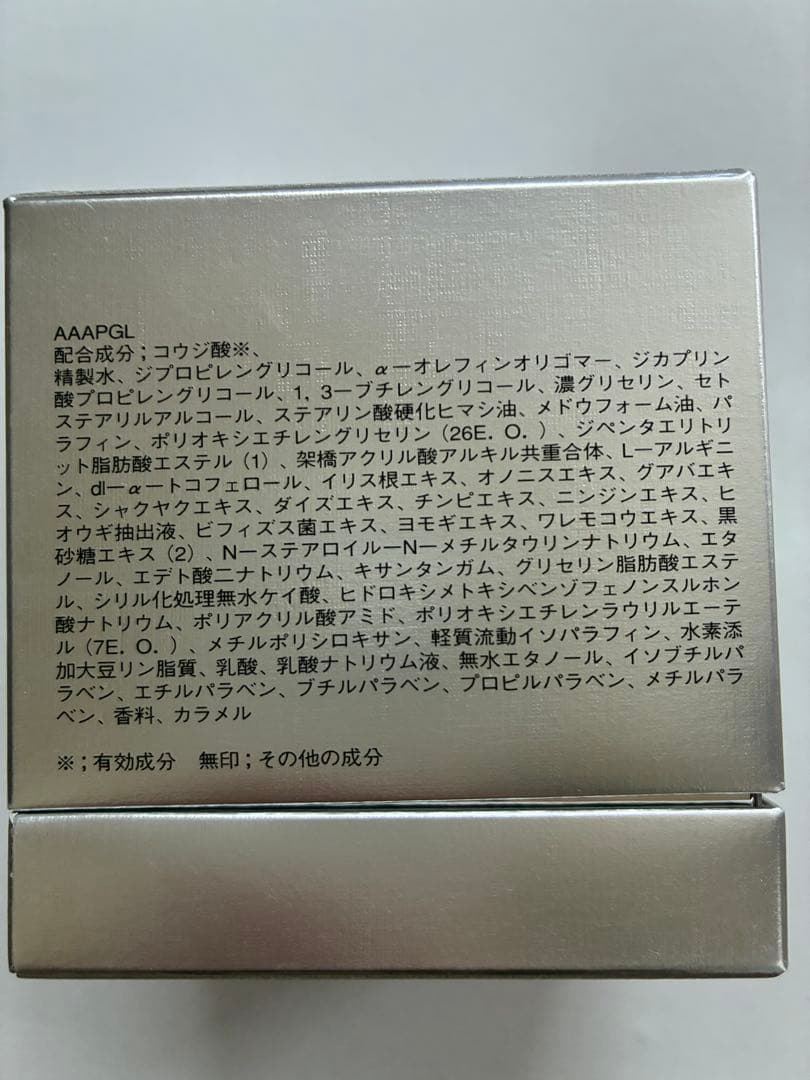 AAAPGL
配合成分；コウジ酸※、
精製水、ジプロピレングリコール、α－オレフィンオリゴマー、ジカプリン
酸プロピレングリコール、1，3－ブチレングリコール、濃グリセリン、セト
ステアリルアルコール、ステアリン酸硬化ヒマシ油、メドウフォーム油、パ
ラフィン、ポリオキシエチレングリセリン（26E．O．）、ジペンタエリトリ
ット脂肪酸エステル（1）、架橋アクリル酸アルキル共重合体、L－アルギニ
ン、dl－α－トコフェロール、イリス根エキス、オノニスエキス、グアバエキ
ス、シャクヤクエキス、ダイズエキス、チンピエキス、ニンジンエキス、ヒ
オウギ抽出液、ビフィズス菌エキス、ヨモギエキス、ワレモコウエキス、黒
砂糖エキス（2）、N－ステアロイル－N－メチルタウリンナトリウム、エタ
ノール、エデト酸二ナトリウム、キサンタンガム、グリセリン脂肪酸エステ
ル、シリル化処理無水ケイ酸、ヒドロキシメトキシベンゾフェノンスルホン
酸ナトリウム、ポリアクリル酸アミド、ポリオキシエチレンラウリルエーテ
ル（7E．O．）、メチルポリシロキサン、軽質流動イソパラフィン、水素添
加大豆リン脂質、乳酸、乳酸ナトリウム液、無水エタノール、イソブチルパ
ラベン、エチルパラベン、ブチルパラベン、プロピルパラベン、メチルパラ
ベン、香料、カラメル
※；有効成分　無印；その他の成分